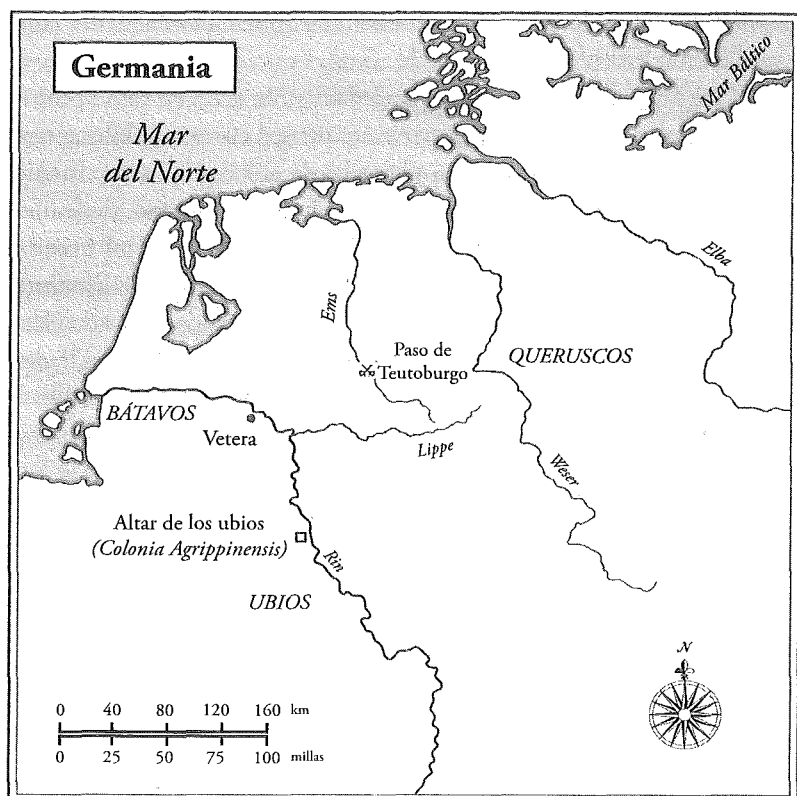 Germania
Mar
del Norte
Mar Báltico
Elba
Ems
Paso de
Teutoburgo
QUERUSCOS
BÁTAVOS
Vetera
Lippe
Weser
Altar de los ubios
(Colonia Agrippinensis)
Rin
UBIOS
N
0 40 80 120 160 km
0 25 50 75 100 millas